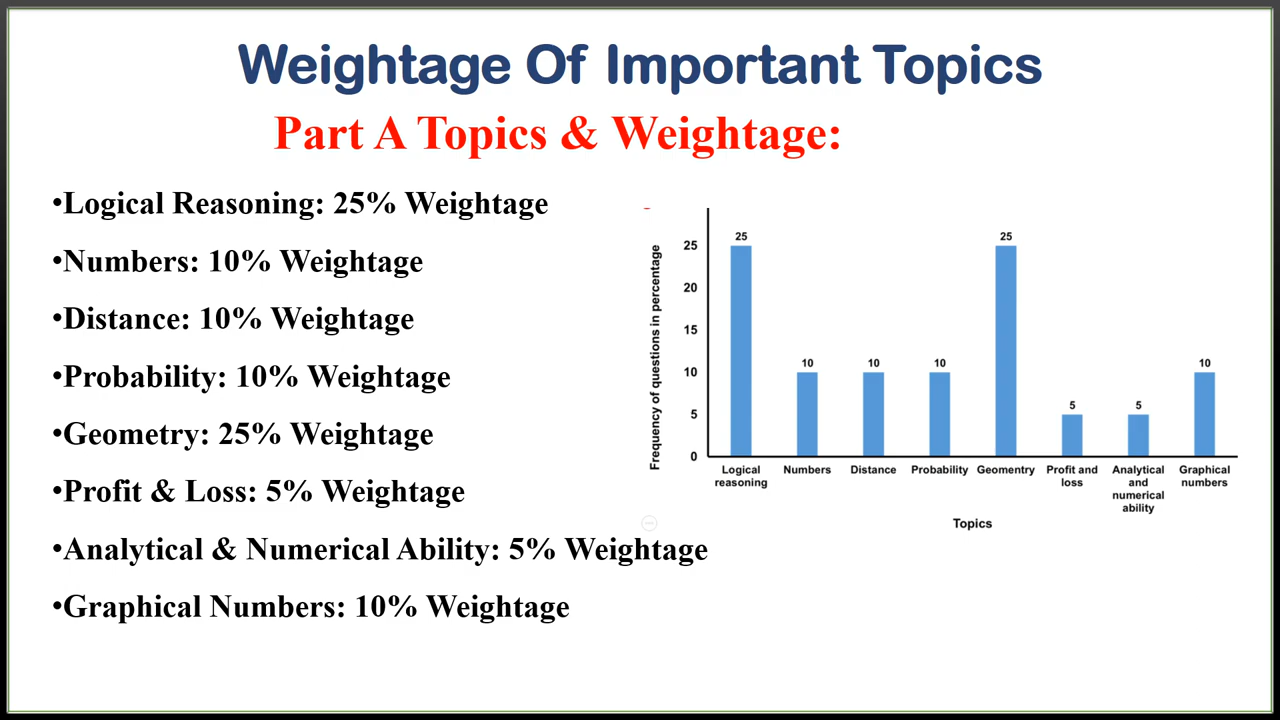 Weightage Of Important Topics
Part A Topics & Weightage:
•Logical Reasoning: 25% Weightage
•Numbers: 10% Weightage
•Distance: 10% Weightage
•Probability: 10% Weightage
•Geometry: 25% Weightage
•Profit & Loss: 5% Weightage
•Analytical & Numerical Ability: 5% Weightage
•Graphical Numbers: 10% Weightage
Frequency of questions in percentage
25
20
15
10
5
0
25
10
10
10
25
5
5
10
Logical
reasoning
Numbers
Distance
Probability
Geomentry
Profit and
loss
Analytical
and
numerical
ability
Graphical
numbers
Topics